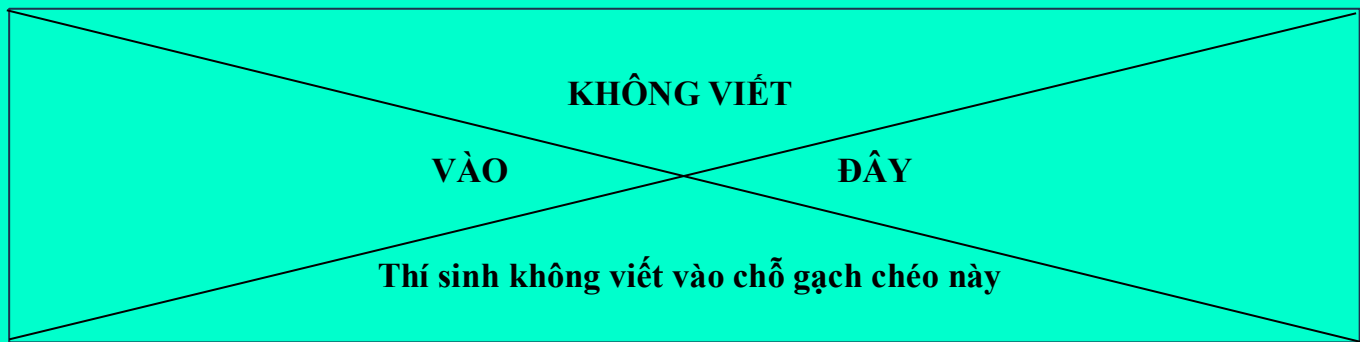 KHÔNG VIẾT
VÀO ĐÂY
Thí sinh không viết vào chỗ gạch chéo này